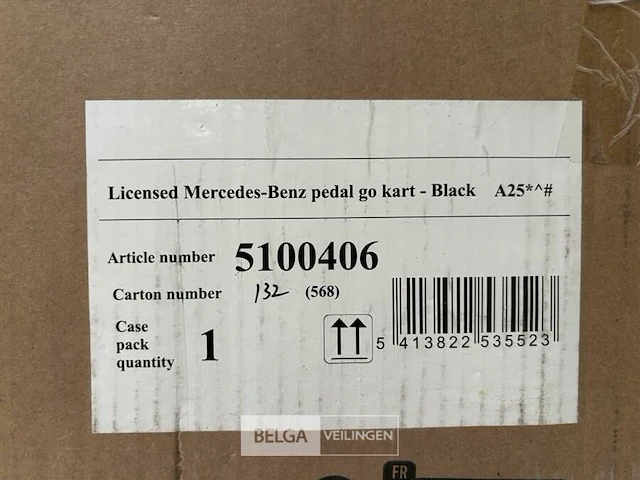 Licensed Mercedes-Benz pedal go kart - Black A25*^#
Article number 5100406
Carton number 132 (568)
Case
pack
quantity 1
5 413822 535523
BELGA VEILINGEN
FR